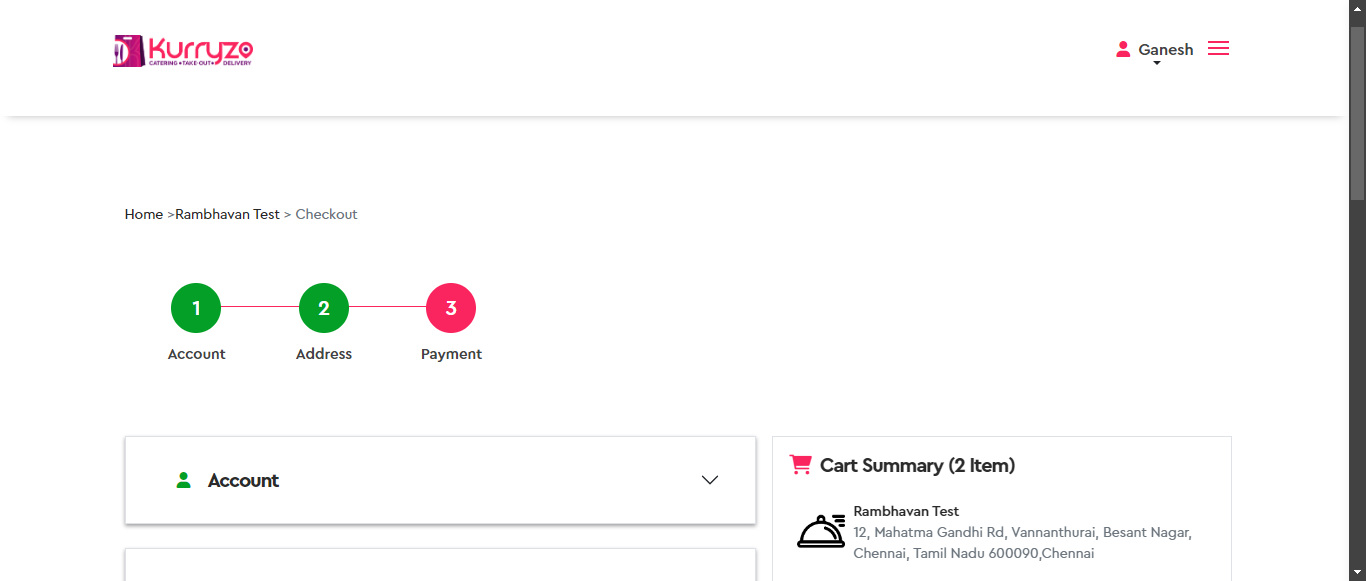 Kurryzo
CATERING •TAKE-OUT• DELIVERY
Ganesh
Home >Rambhavan Test > Checkout
1
2
3
Account
Address
Payment
Account
Cart Summary (2 Item)
Rambhavan Test
12, Mahatma Gandhi Rd, Vannanthurai, Besant Nagar,
Chennai, Tamil Nadu 600090,Chennai